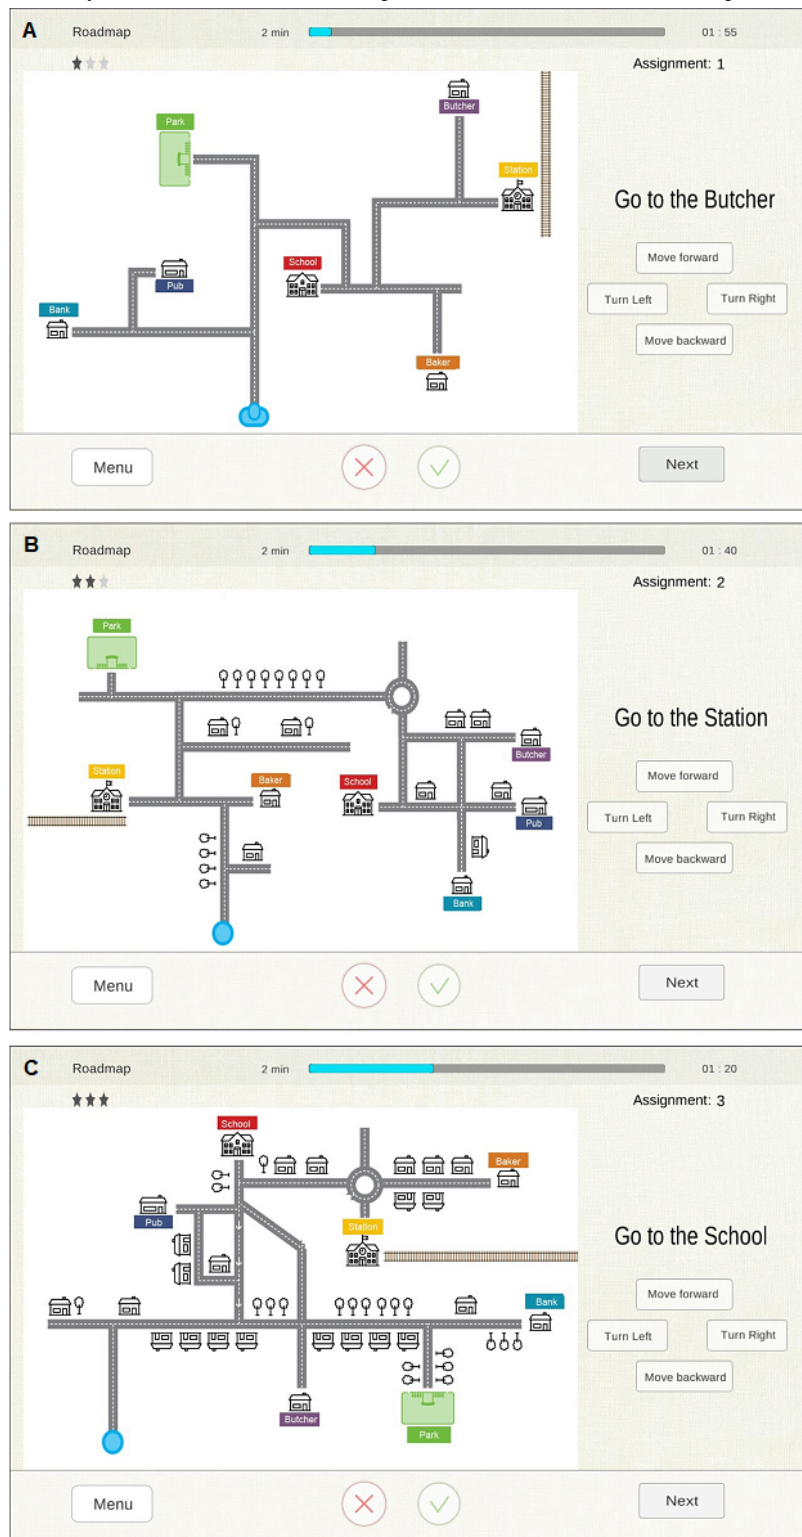 A Roadmap 2 min 01 : 55
Assignment: 1
Butcher
Park
Station
Go to the Butcher
Move forward
School
Pub
Turn Left Turn Right
Bank
Move backward
Baker
Menu Next
B Roadmap 2 min 01 : 40
Assignment: 2
Park
Go to the Station
Butcher
Move forward
Station Baker School
Turn Left Turn Right
Pub
Move backward
Bank
Menu Next
C Roadmap 2 min 01 : 20
Assignment: 3
School
Baker
Pub
Station
Go to the School
Move forward
Bank
Turn Left Turn Right
Move backward
Butcher
Park
Menu Next